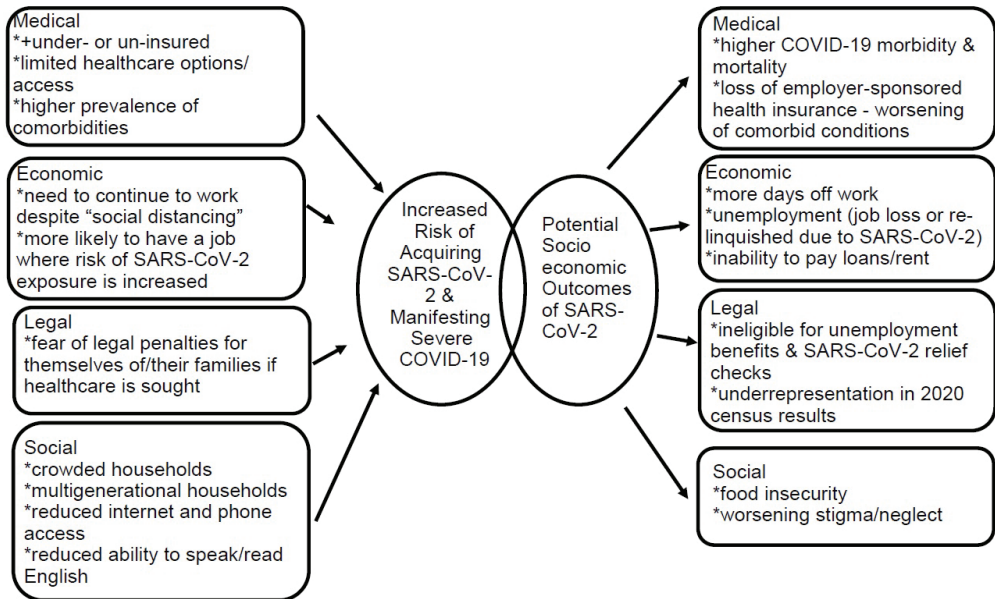 Medical
*+under- or un-insured
*limited healthcare options/
access
*higher prevalence of
comorbidities
Economic
*need to continue to work
despite “social distancing”
*more likely to have a job
where risk of SARS-CoV-2
exposure is increased
Legal
*fear of legal penalties for
themselves of/their families if
healthcare is sought
Social
*crowded households
*multigenerational households
*reduced internet and phone
access
*reduced ability to speak/read
English
Increased
Risk of
Acquiring
SARS-CoV-
2 &
Manifesting
Severe
COVID-19
Potential
Socio
economic
Outcomes
of SARS-
CoV-2
Medical
*higher COVID-19 morbidity &
mortality
*loss of employer-sponsored
health insurance - worsening
of comorbid conditions
Economic
*more days off work
*unemployment (job loss or re-
linquished due to SARS-CoV-2)
*inability to pay loans/rent
Legal
*ineligible for unemployment
benefits & SARS-CoV-2 relief
checks
*underrepresentation in 2020
census results
Social
*food insecurity
*worsening stigma/neglect